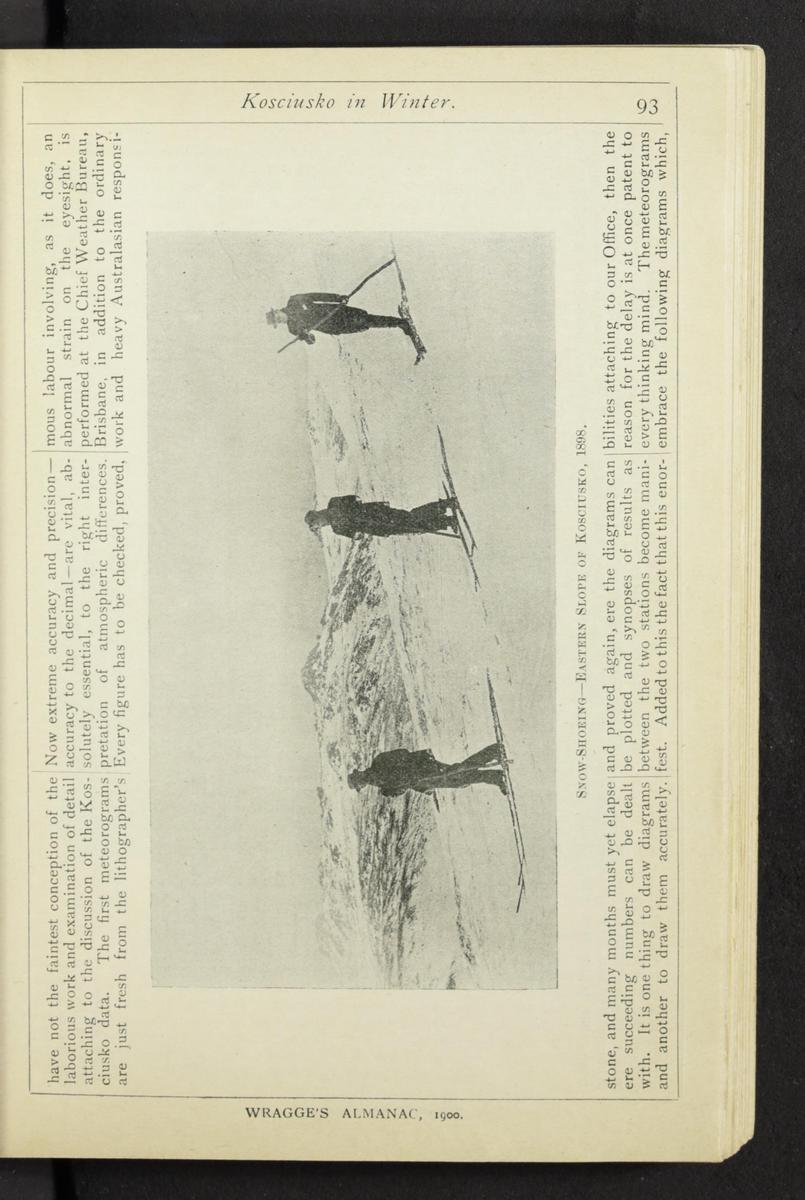 Kosciusko in Winter.
93
have not the faintest conception of the
laborious work and examination of detail
attaching to the discussion of the Kos-
ciusko data. The first meteorograms
are just fresh from the lithographer's
stone, and many months must yet elapse
ere succeeding numbers can be dealt
with. It is one thing to draw diagrams
and another to draw them accurately.
Now extreme accuracy and precision—
accuracy to the decimal—are vital, ab-
solutely essential, to the right inter-
pretation of atmospheric differences.
Every figure has to be checked, proved,
and proved again, ere the diagrams can
be plotted and synopses of results as
between the two stations become mani-
fest. Added to this the fact that this enor-
mous labour involving, as it does, an
abnormal strain on the eyesight, is
performed at the Chief Weather Bureau,
Brisbane, in addition to the ordinary
work and heavy Australasian responsi-
bilities attaching to our Office, then the
reason for the delay is at once patent to
every thinking mind. The meteorograms
embrace the following diagrams which,
SNOW-SHOEING—EASTERN SLOPE OF KOSCIUSKO, 1898.
WRAGGE'S ALMANAC, 1900.